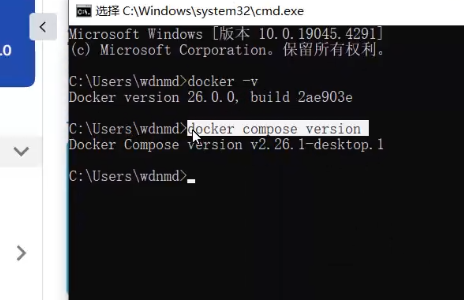 选择 C:\Windows\system32\cmd.exe
.0
Microsoft Windows [版本 10.0.19045.4291]
(c) Microsoft Corporation。保留所有权利。
C:\Users\wdnmd>docker -v
Docker version 26.0.0, build 2ae903e
C:\Users\wdnmd>docker compose version
Docker Compose version v2.26.1-desktop.1
C:\Users\wdnmd>